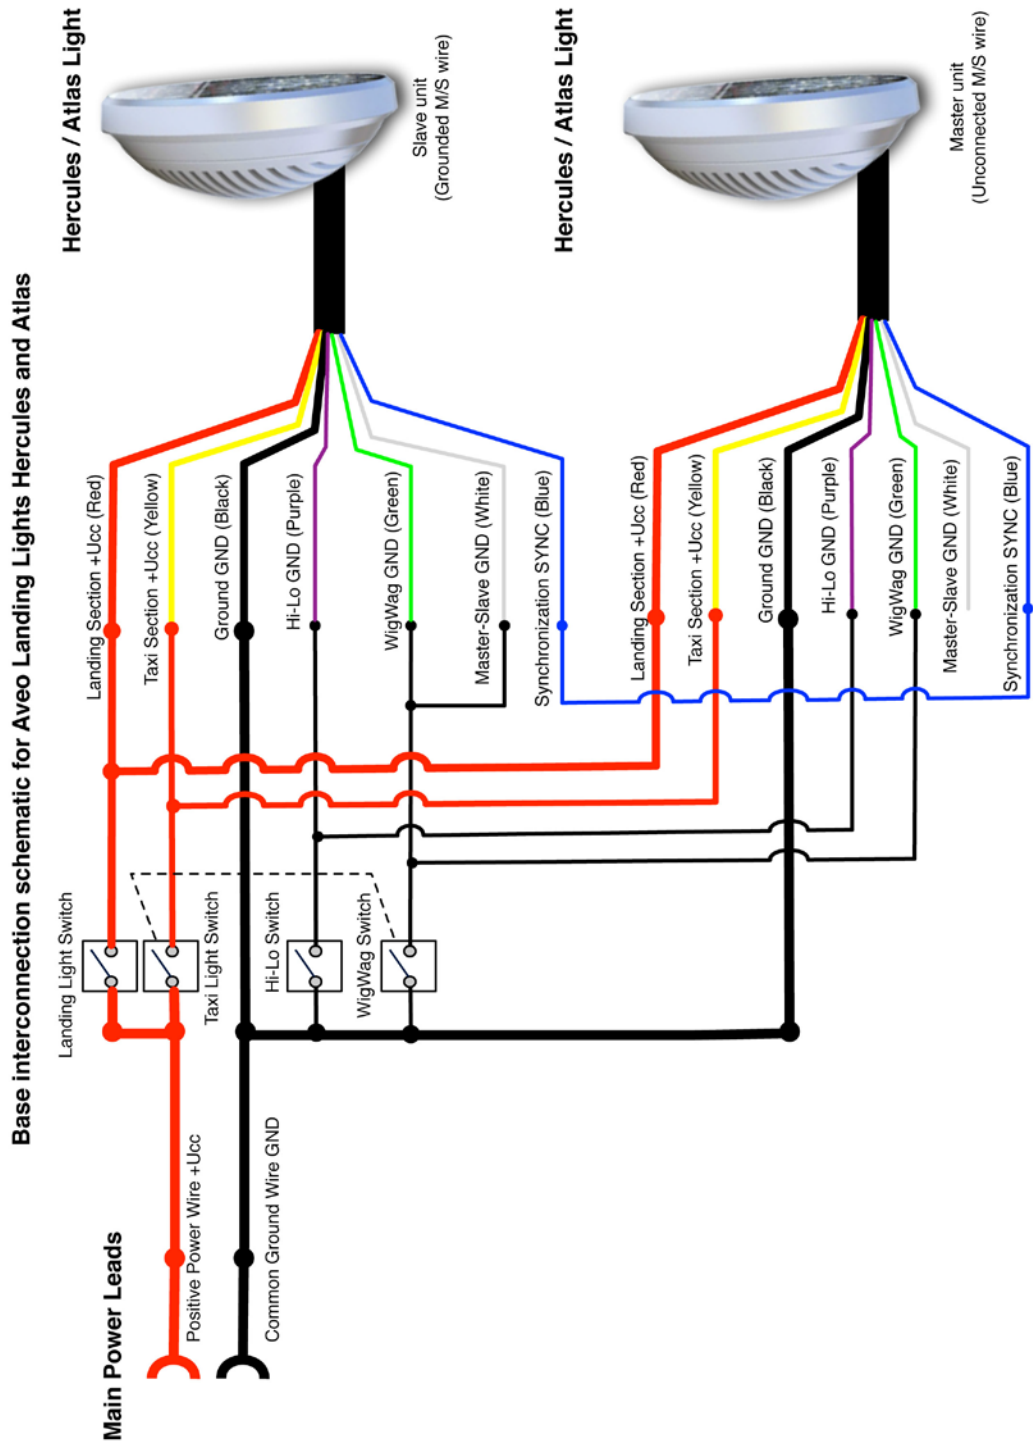 Base interconnection schematic for Aveo Landing Lights Hercules and Atlas
Hercules / Atlas Light
Slave unit
(Grounded M/S wire)
Landing Section +Ucc (Red)
Taxi Section +Ucc (Yellow)
Ground GND (Black)
Hi-Lo GND (Purple)
WigWag GND (Green)
Master-Slave GND (White)
Synchronization SYNC (Blue)
Hercules / Atlas Light
Master unit
(Unconnected M/S wire)
Landing Section +Ucc (Red)
Taxi Section +Ucc (Yellow)
Ground GND (Black)
Hi-Lo GND (Purple)
WigWag GND (Green)
Master-Slave GND (White)
Synchronization SYNC (Blue)
Landing Light Switch
Taxi Light Switch
Hi-Lo Switch
WigWag Switch
Main Power Leads
Positive Power Wire +Ucc
Common Ground Wire GND